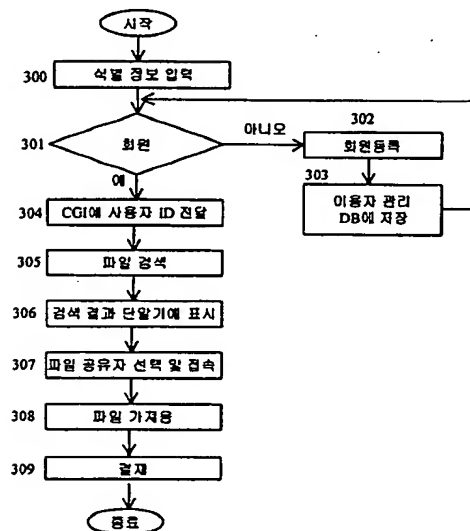 시작
300 식별 정보 입력
301 회원
아니오
302
회원등록
303
이용자 관리
DB에 저장
예
304 CGI에 사용자 ID 전달
305 파일 검색
306 검색 결과 단말기에 표시
307 파일 공유자 선택 및 접속
308 파일 가져옴
309 결재
종료